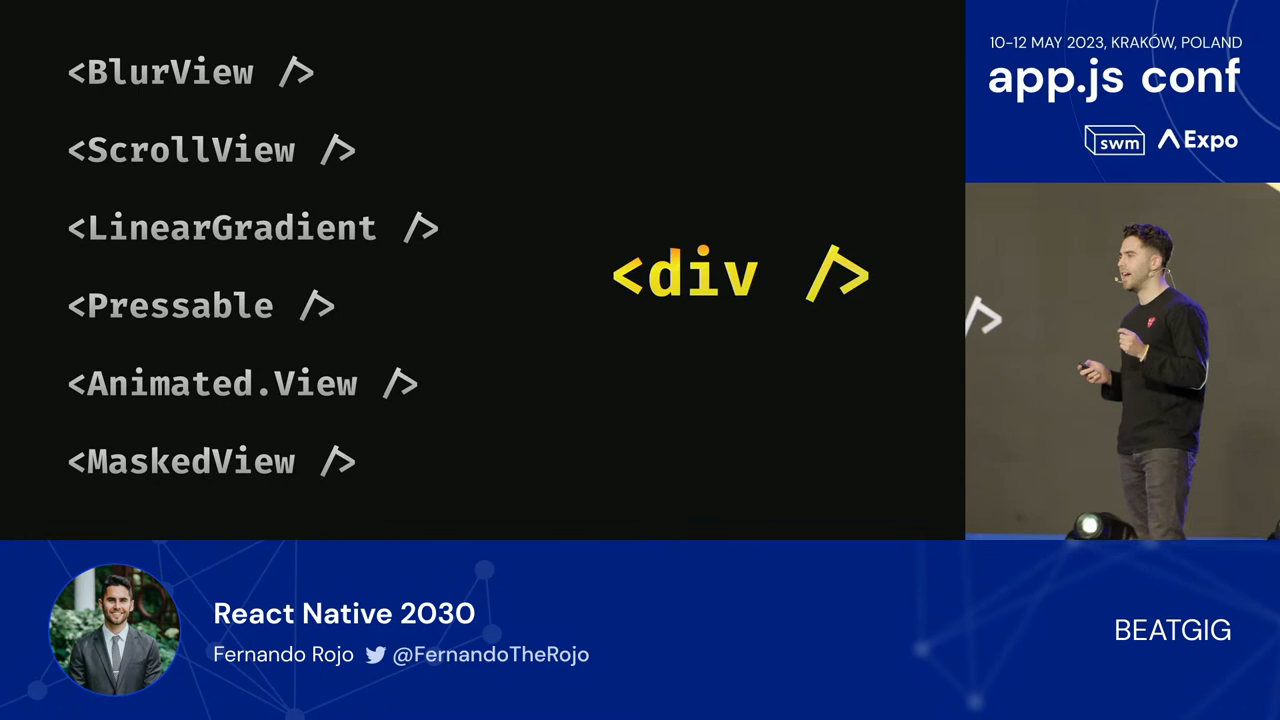 <BlurView />
<ScrollView />
<LinearGradient />
<Pressable />
<Animated.View />
<MaskedView />
<div />
10-12 MAY 2023, KRAKÓW, POLAND
app.js conf
swm Expo
/>
React Native 2030
Fernando Rojo @FernandoTheRojo
BEATGIG